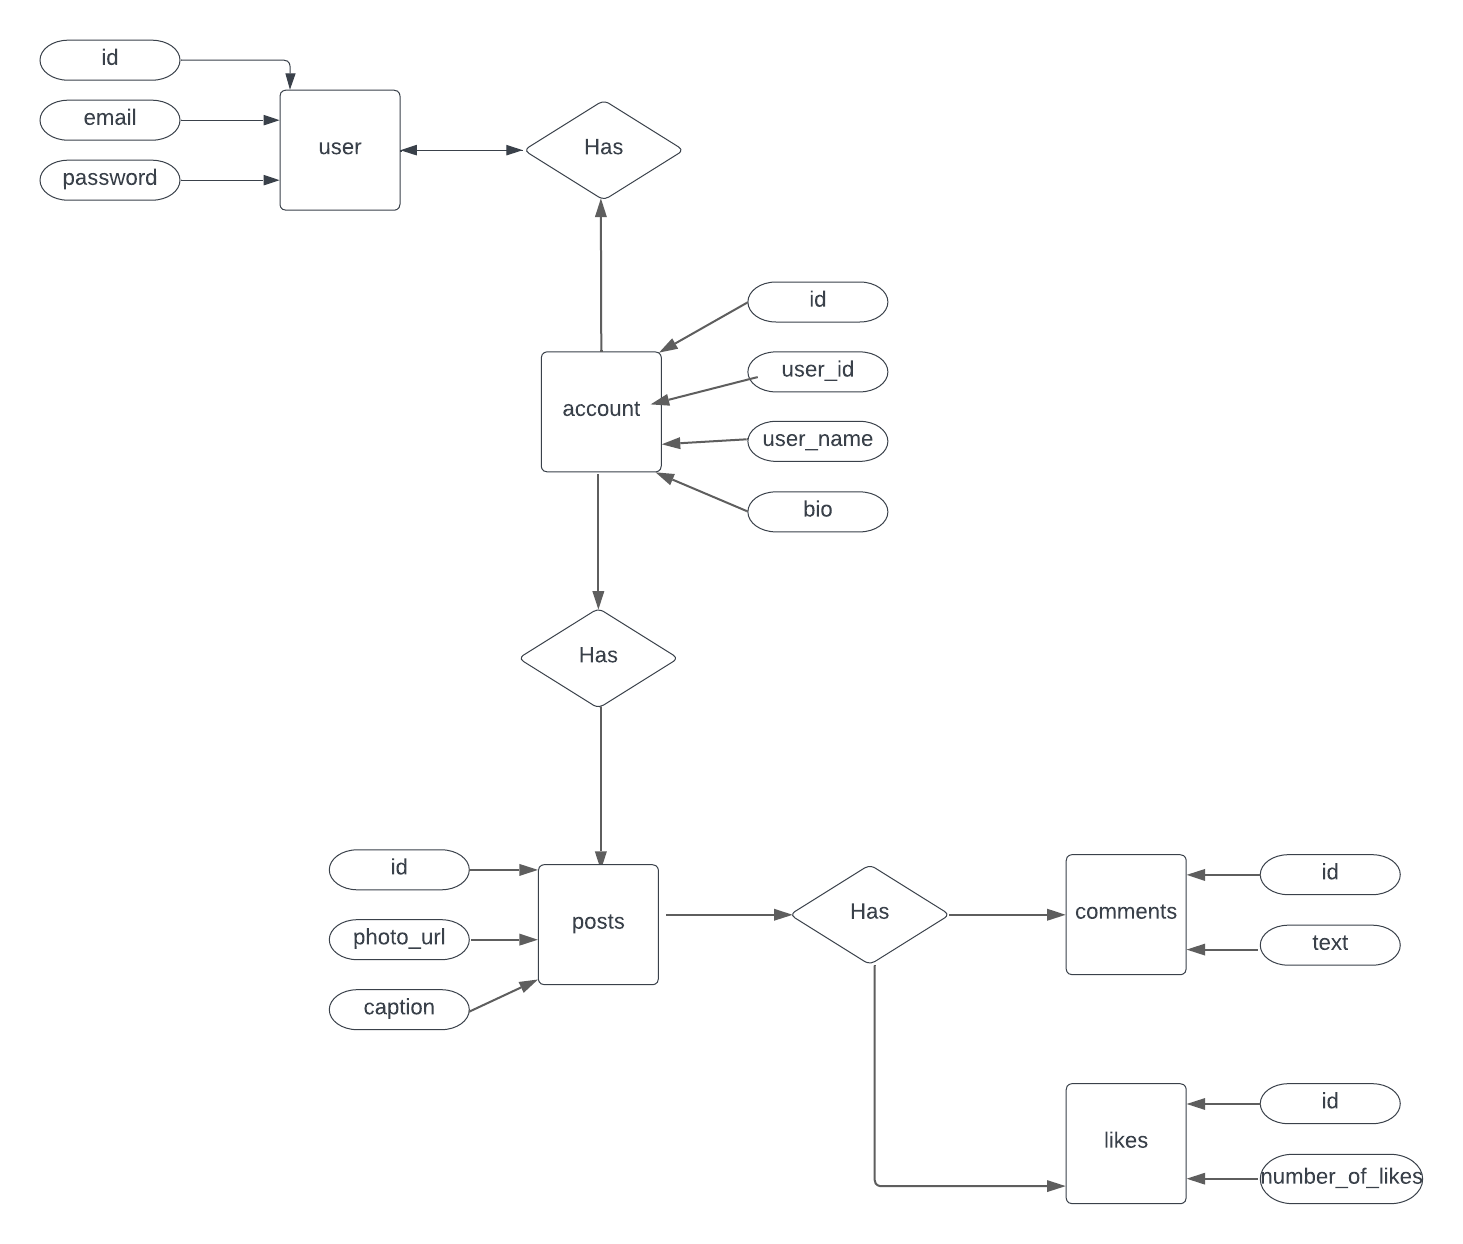 id
email
password
user
Has
id
user_id
user_name
bio
account
Has
id
photo_url
caption
posts
Has
comments
id
text
likes
id
number_of_likes